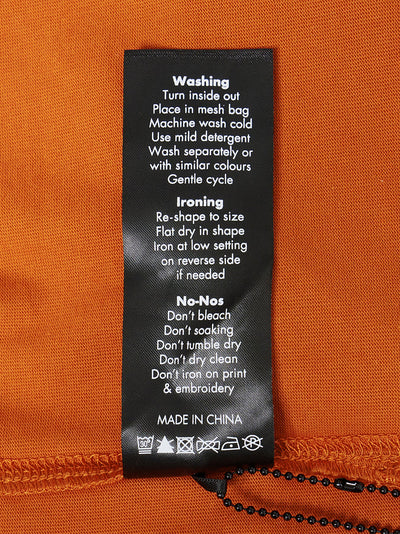 Washing
Turn inside out
Place in mesh bag
Machine wash cold
Use mild detergent
Wash separately or
with similar colours
Gentle cycle
Ironing
Re-shape to size
Flat dry in shape
Iron at low setting
on reverse side
if needed
No-Nos
Don't bleach
Don't soaking
Don't tumble dry
Don't dry clean
Don't iron on print
& embroidery
MADE IN CHINA
30°